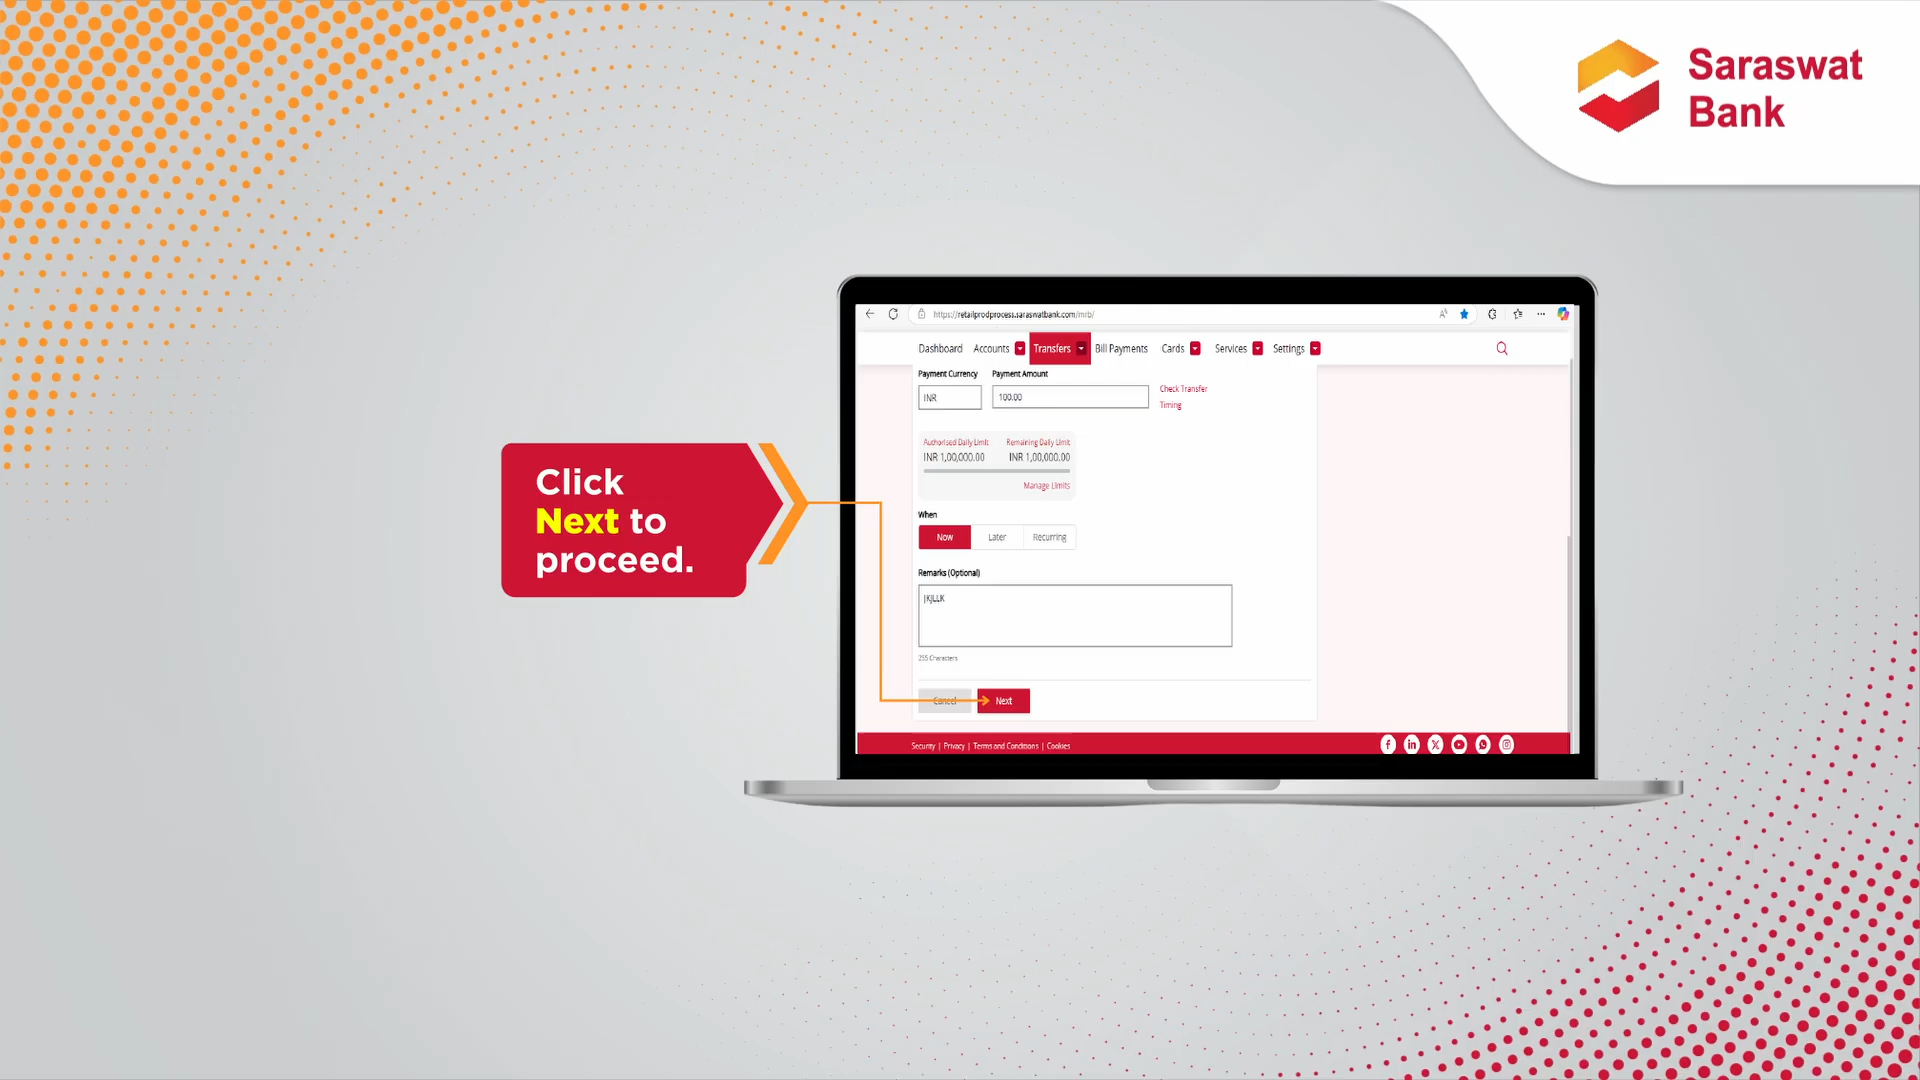 Saraswat
Bank
https://retailprodprocess.saraswatbank.com/mrb/
Dashboard Accounts Transfers Bill Payments Cards Services Settings
Payment Currency Payment Amount
INR 100.00
Check Transfer
Timing
Authorised Daily Limit Remaining Daily Limit
INR 1,00,000.00 INR 1,00,000.00
Manage Limits
When
Now Later Recurring
Remarks (Optional)
255 Characters
Cancel Next
Security | Privacy | Terms and Conditions | Cookies
Click
Next to
proceed.